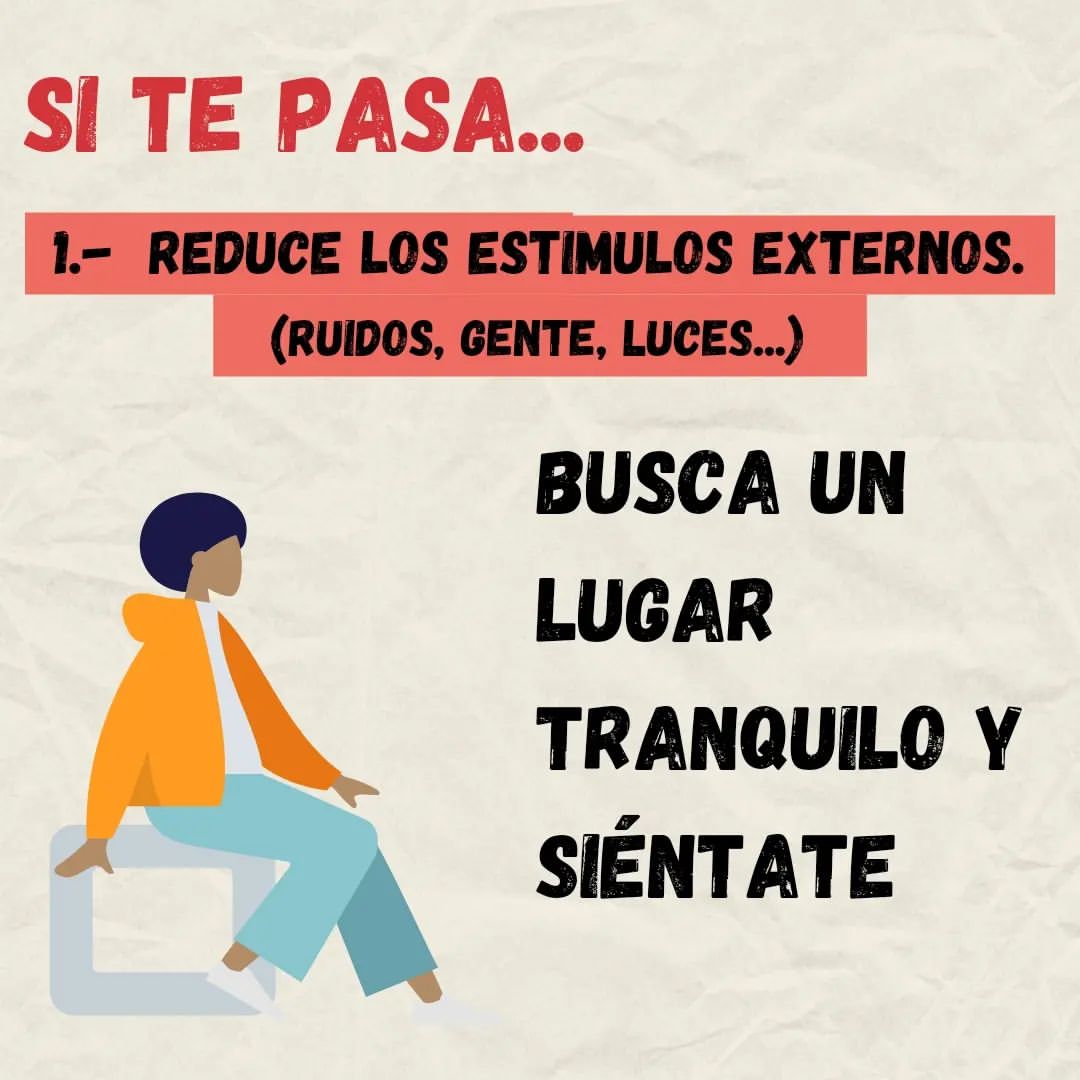 SI TE PASA...
1.- REDUCE LOS ESTIMULOS EXTERNOS.
(RUIDOS, GENTE, LUCES...)
BUSCA UN
LUGAR
TRANQUILO Y
SIÉNTATE